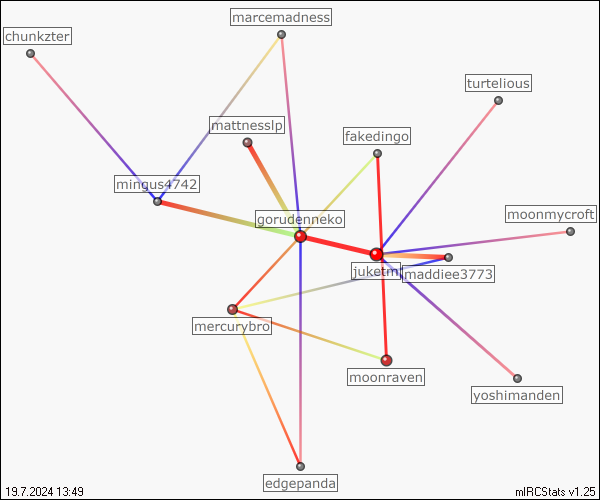 marcemadness
chunkzter
turtelious
mattnesslp
fakedingo
mingus4742
gorudenneko
moonmycroft
juketm
maddiee3773
mercurybro
moonraven
yoshimanden
edgepanda
19.7.2024 13:49
mIRCStats v1.25